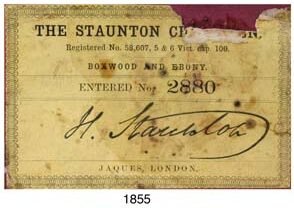 THE STAUNTON
Registered No. 58,607, 5 & 6 Vict. cap. 100.
BOXWOOD AND EBONY.
ENTERED No. 2880
H. Staunton
JAQUES, LONDON.
1855